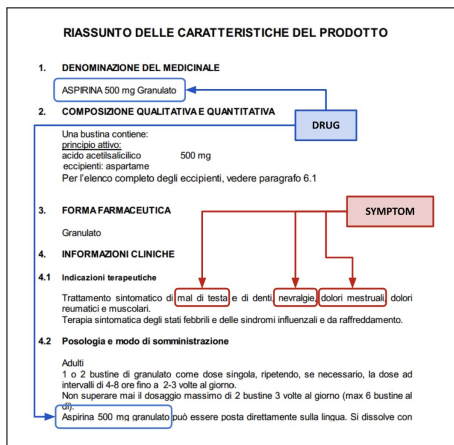 RIASSUNTO DELLE CARATTERISTICHE DEL PRODOTTO
1. DENOMINAZIONE DEL MEDICINALE
ASPIRINA 500 mg Granulato
2. COMPOSIZIONE QUALITATIVA E QUANTITATIVA
DRUG
Una bustina contiene:
principio attivo:
acido acetilsalicilico 500 mg
eccipienti: aspartame
Per l'elenco completo degli eccipienti, vedere paragrafo 6.1
3. FORMA FARMACEUTICA
SYMPTOM
Granulato
4. INFORMAZIONI CLINICHE
4.1 Indicazioni terapeutiche
Trattamento sintomatico di mal di testa e di denti, nevralgie, dolori mestruali, dolori
reumatici e muscolari.
Terapia sintomatica degli stati febbrili e delle sindromi influenzali e da raffreddamento.
4.2 Posologia e modo di somministrazione
Adulti
1 o 2 bustine di granulato come dose singola, ripetendo, se necessario, la dose ad
intervalli di 4-8 ore fino a 2-3 volte al giorno.
Non superare mai il dosaggio massimo di 2 bustine 3 volte al giorno (max 6 bustine al
dì).
Aspirina 500 mg granulato può essere posta direttamente sulla lingua. Si dissolve con